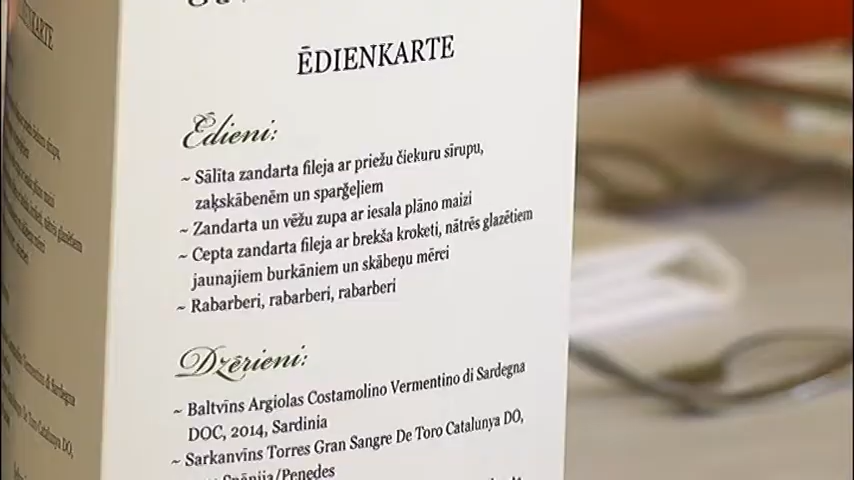 ĒDIENKARTE
Ēdieni:
~ Sālīta zandarta fileja ar priežu čiekuru sīrupu,
zaķskābenēm un sparģeļiem
~ Zandarta un vēžu zupa ar iesala plāno maizi
~ Cepta zandarta fileja ar brekša kroketi, nātrēs glazētiem
jaunajiem burkāniem un skābeņu mērci
~ Rabarberi, rabarberi, rabarberi
Dzērieni:
~ Baltvīns Argiolas Costamolino Vermentino di Sardegna
DOC, 2014, Sardinia
~ Sarkanvīns Torres Gran Sangre De Toro Catalunya DO,
Spānija/Penedes